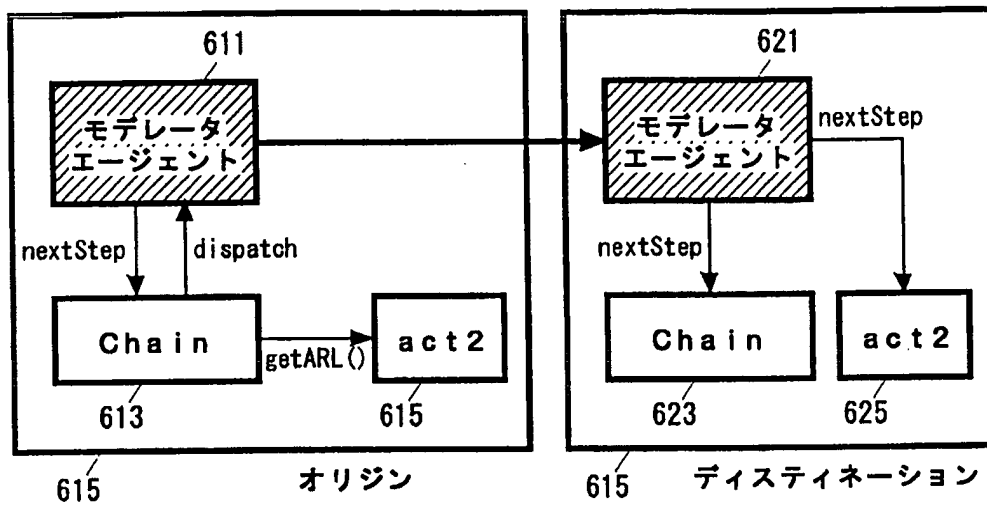 611
モデレータ
エージェント
nextStep
dispatch
Chain
getARL()
act2
613
615
615
オリジン
621
モデレータ
エージェント
nextStep
nextStep
Chain
act2
623
625
615
ディスティネーション